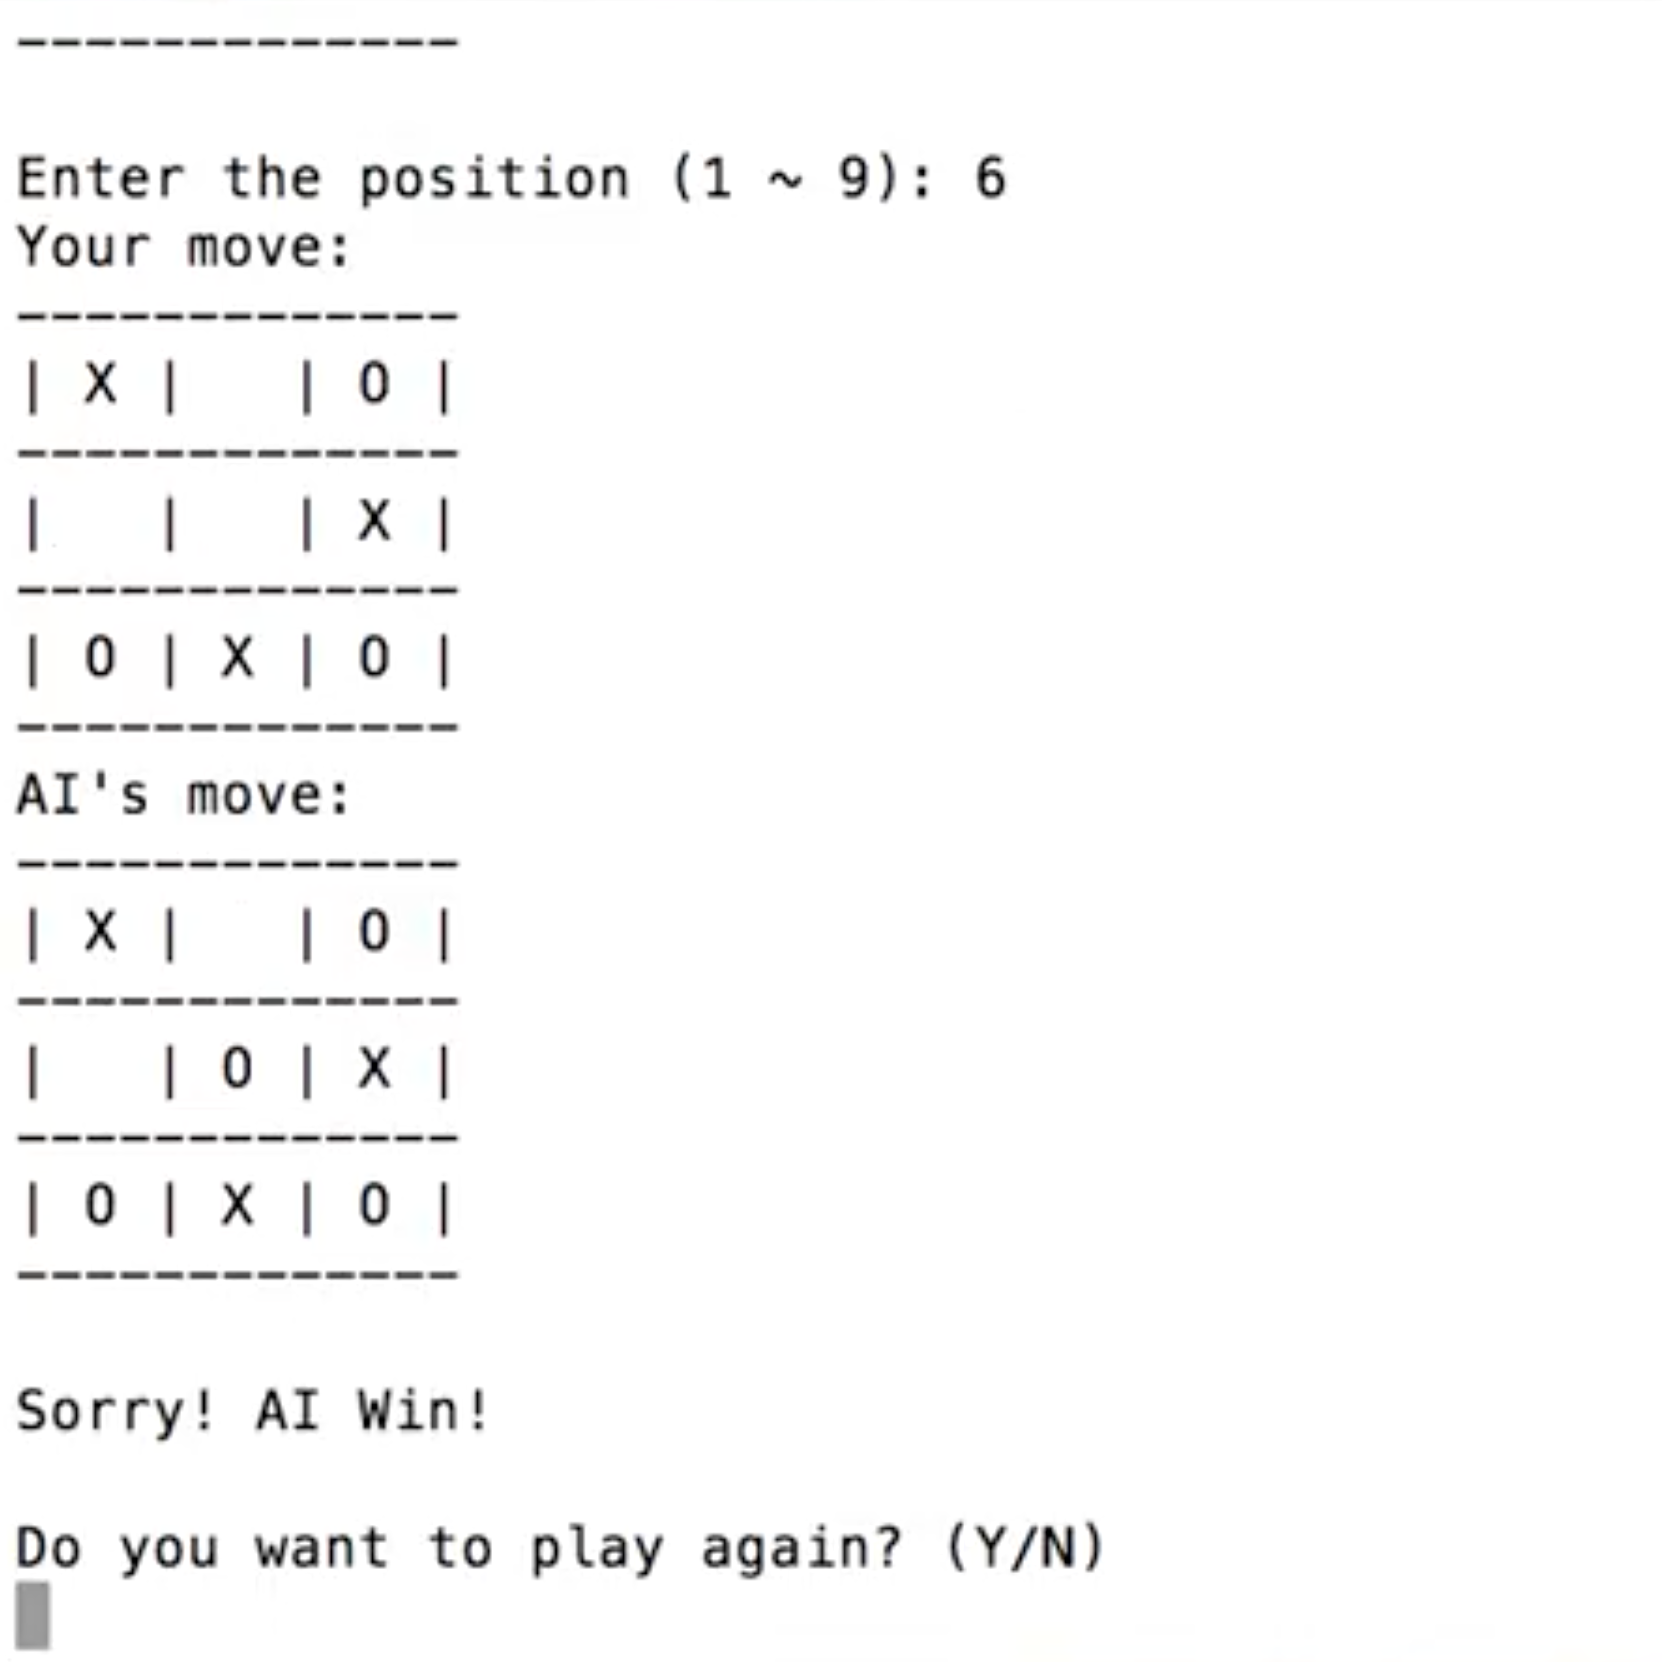 -------------
Enter the position (1 ~ 9): 6
Your move:
-------------
| X |   | O |
-------------
|   |   | X |
-------------
| O | X | O |
-------------
AI's move:
-------------
| X |   | O |
-------------
|   | O | X |
-------------
| O | X | O |
-------------
Sorry! AI Win!
Do you want to play again? (Y/N)